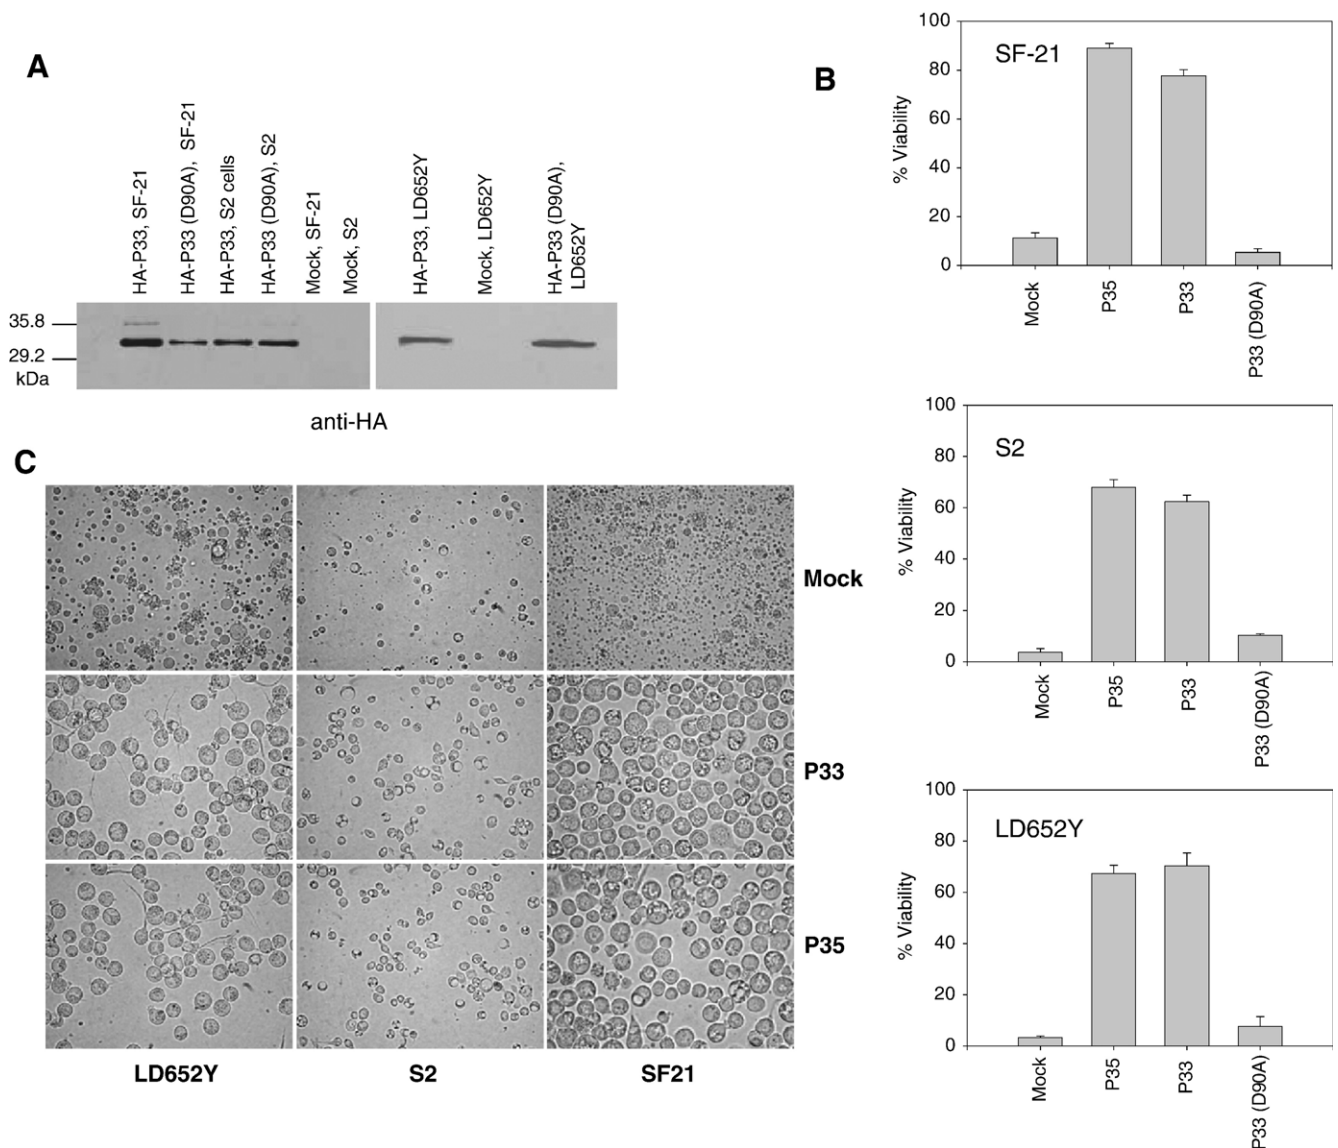 A
HA-P33, SF-21
HA-P33 (D90A), SF-21
HA-P33, S2 cells
HA-P33 (D90A), S2
Mock, SF-21
Mock, S2
HA-P33, LD652Y
Mock, LD652Y
HA-P33 (D90A),
LD652Y
35.8
29.2
kDa
anti-HA
B
SF-21
% Viability
100
80
60
40
20
0
Mock
P35
P33
P33 (D90A)
S2
% Viability
100
80
60
40
20
0
Mock
P35
P33
P33 (D90A)
LD652Y
% Viability
100
80
60
40
20
0
Mock
P35
P33
P33 (D90A)
C
Mock
P33
P35
LD652Y
S2
SF21